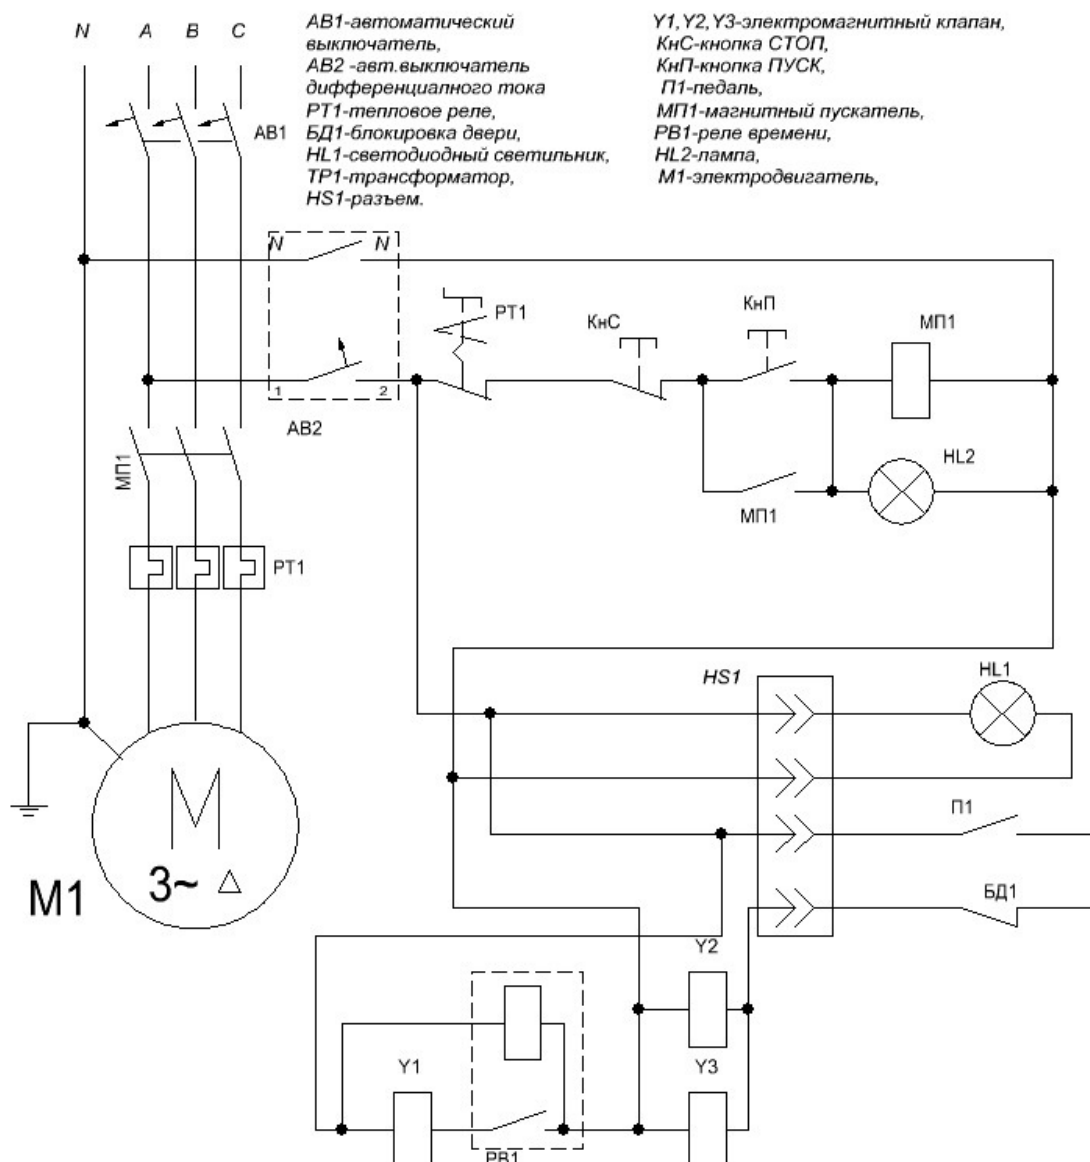 N A B C
АВ1-автоматический
выключатель,
АВ2 -авт.выключатель
дифференциалного тока
РТ1-тепловое реле,
БД1-блокировка двери,
HL1-светодиодный светильник,
ТР1-трансформатор,
HS1-разъем.
Y1,Y2,Y3-электромагнитный клапан,
КнС-кнопка СТОП,
КнП-кнопка ПУСК,
П1-педаль,
МП1-магнитный пускатель,
РВ1-реле времени,
HL2-лампа,
М1-электродвигатель,
АВ1
N N
РТ1
КнС
КнП
МП1
1 2
АВ2
МП1
HL2
МП1
РТ1
HS1
HL1
М
3~
М1
П1
БД1
Y2
Y1
Y3
РВ1